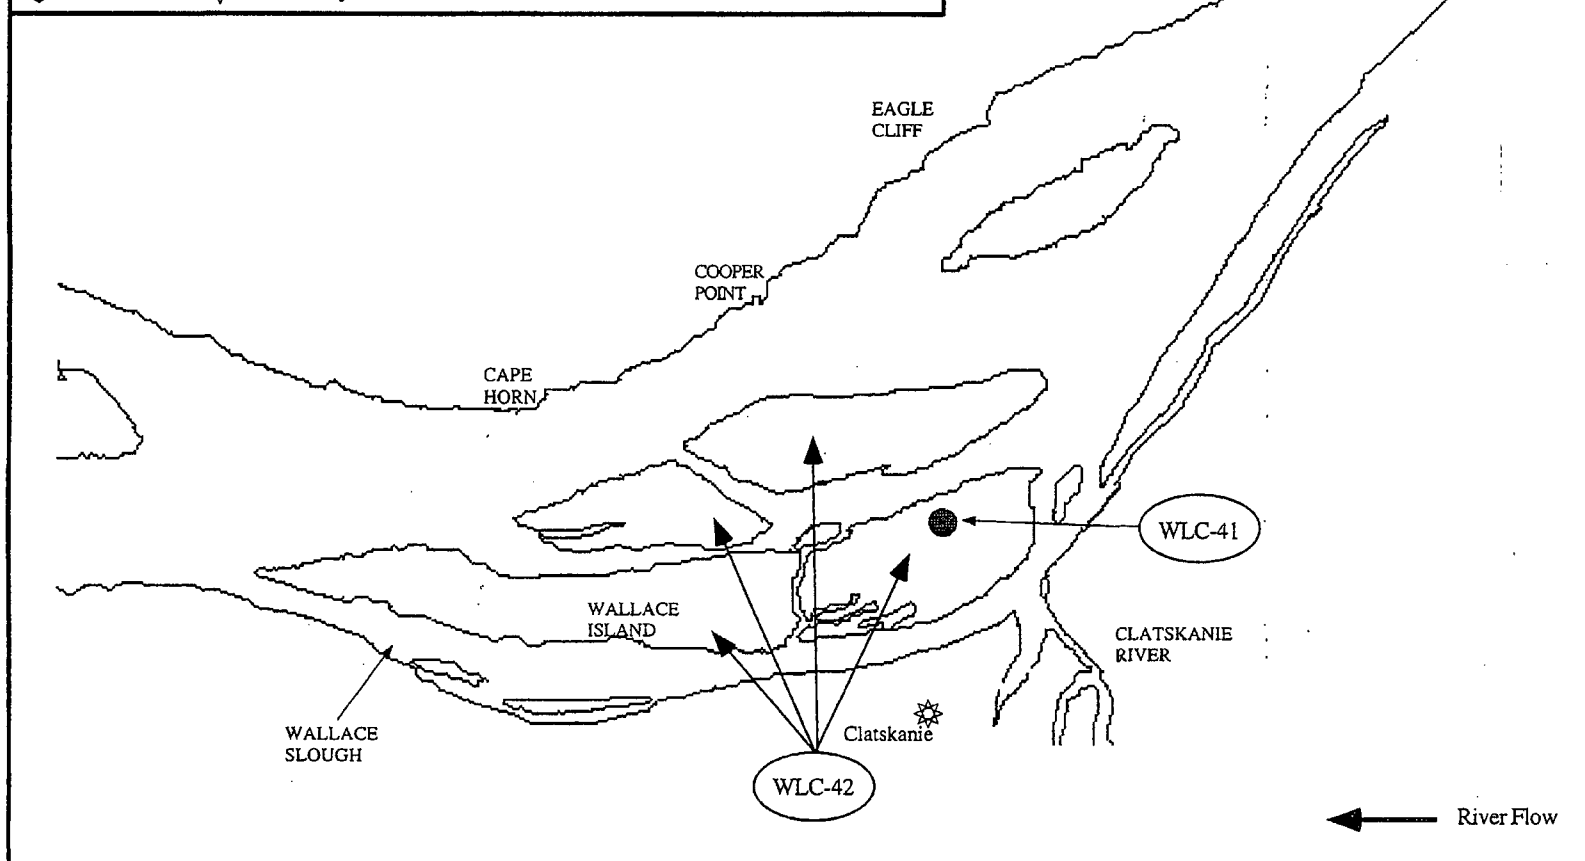 EAGLE
CLIFF
COOPER
POINT
CAPE
HORN
WLC-41
WALLACE
ISLAND
CLATSKANIE
RIVER
WALLACE
SLOUGH
Clatskanie
WLC-42
River Flow